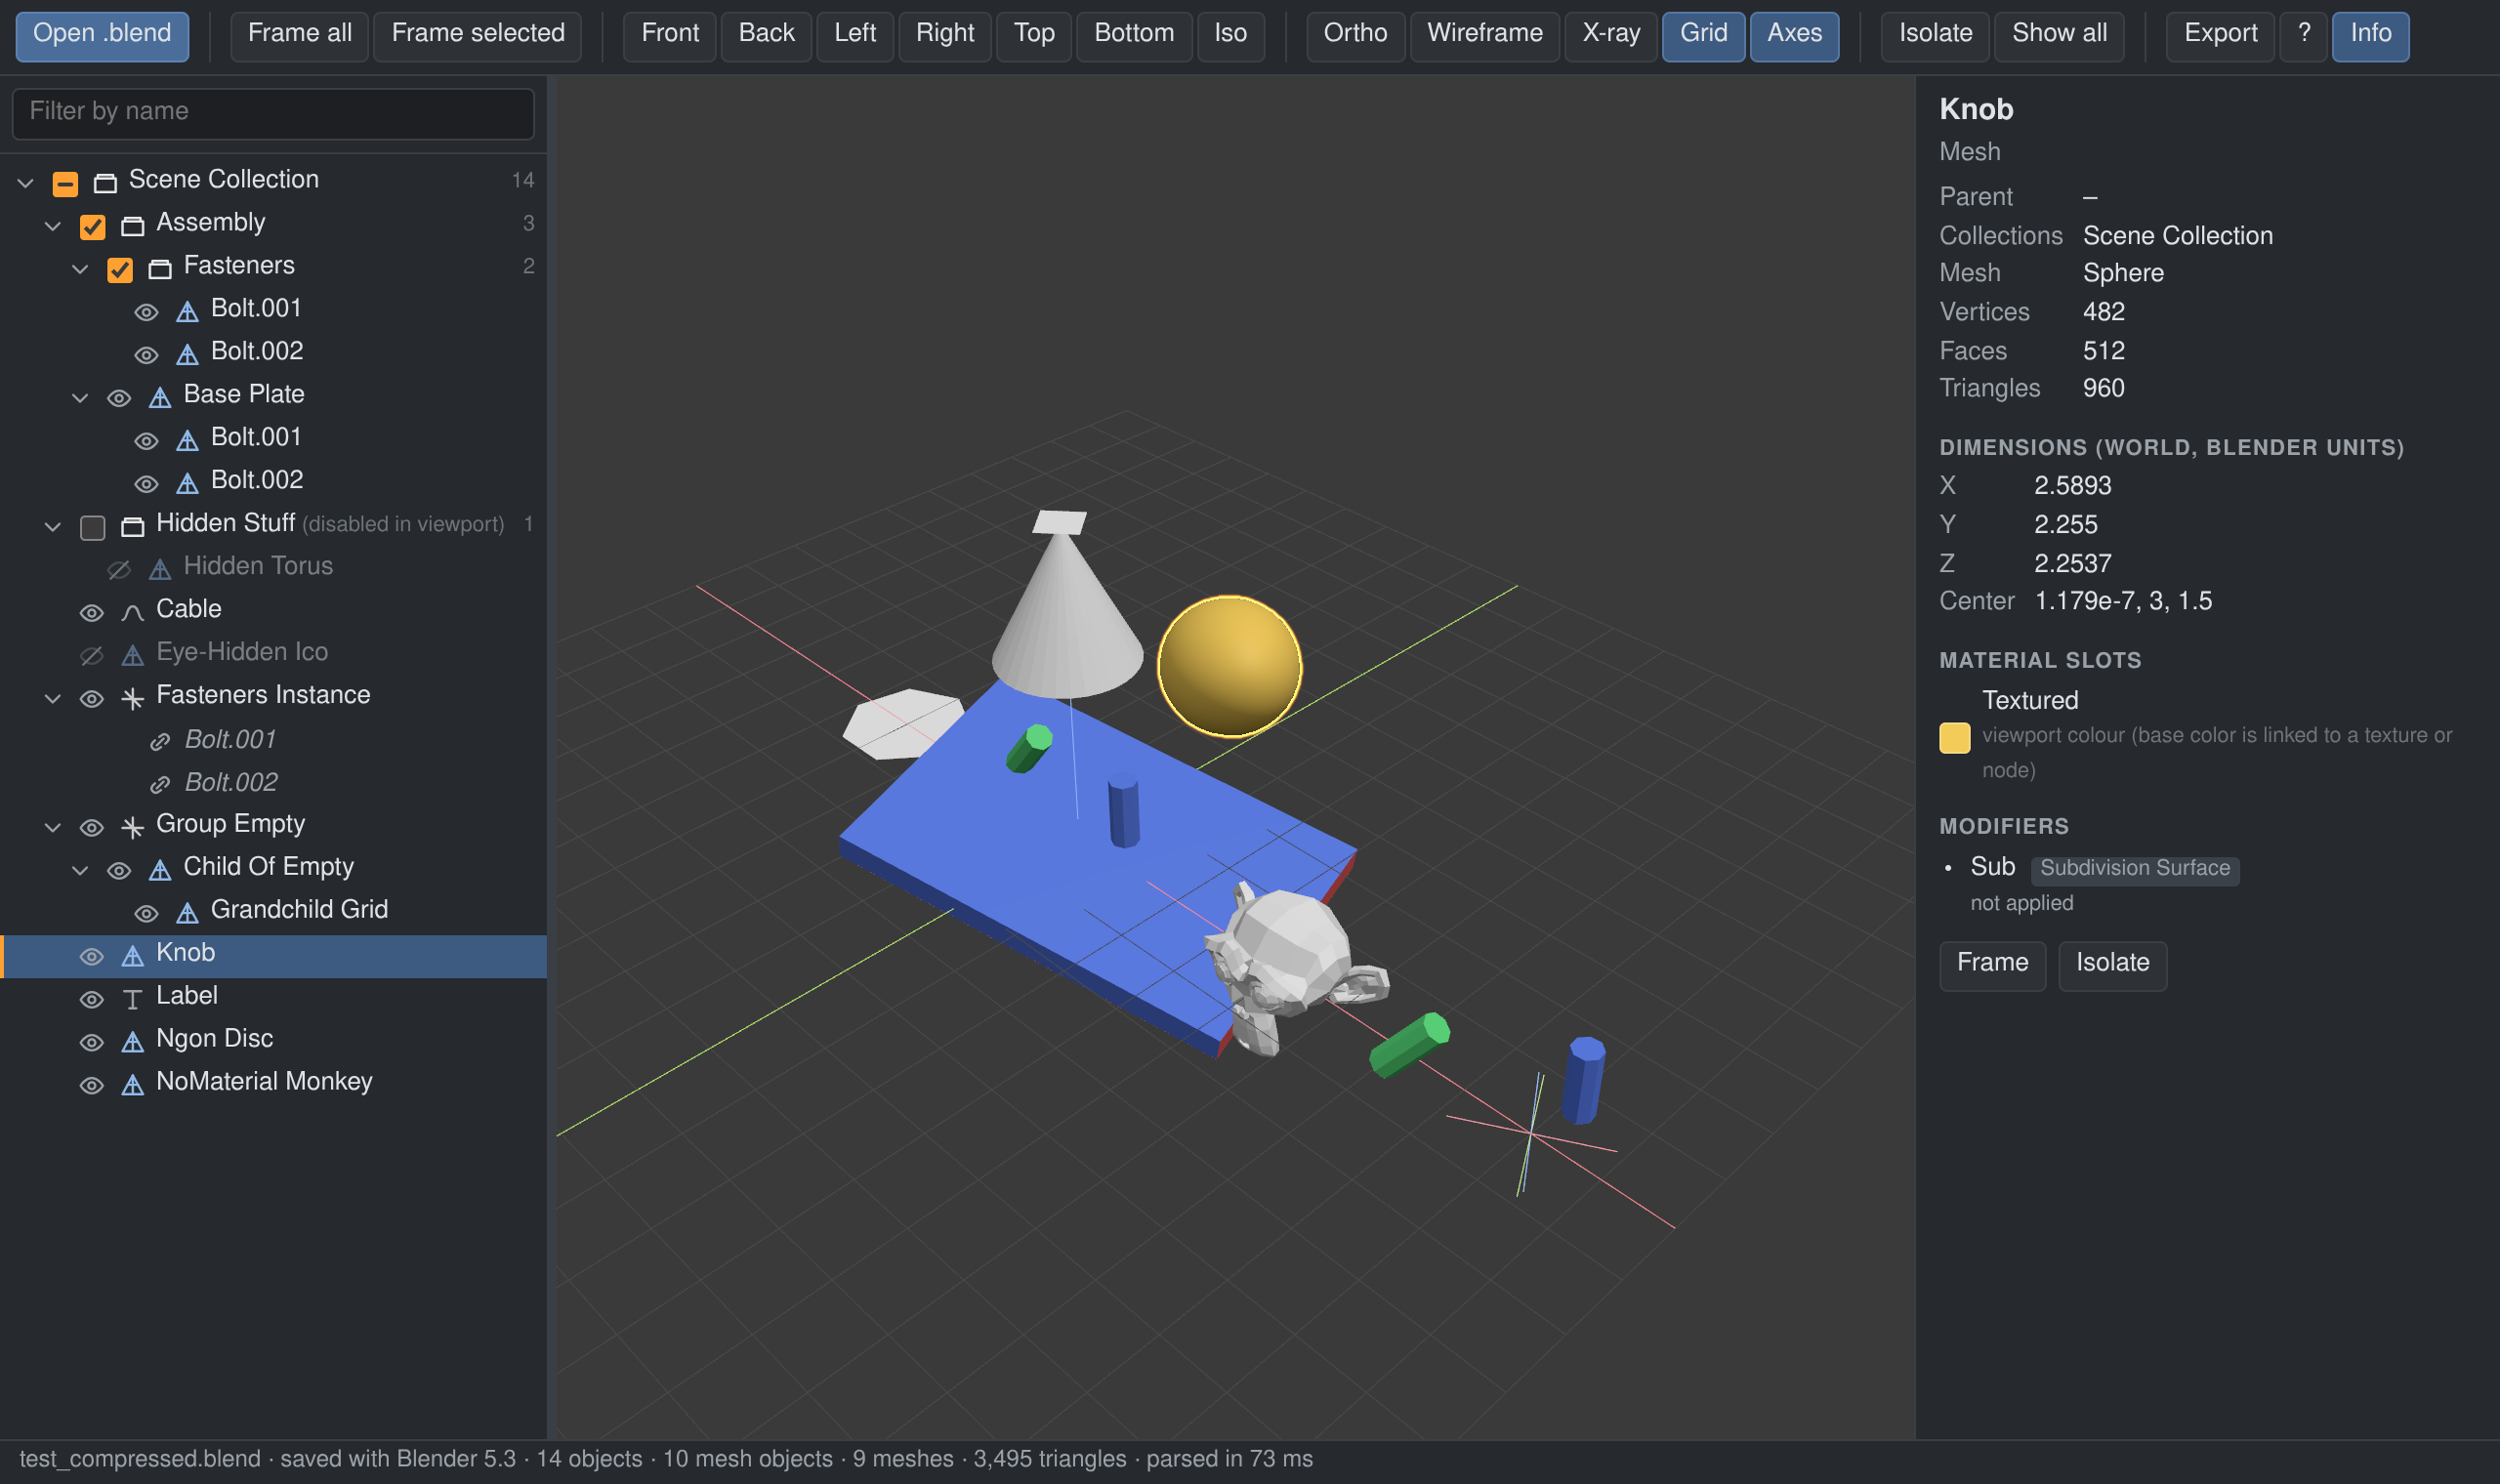 Open .blend Frame all Frame selected Front Back Left Right Top Bottom Iso Ortho Wireframe X-ray Grid Axes Isolate Show all Export ? Info
Filter by name
Scene Collection 14
Assembly 3
Fasteners 2
Bolt.001
Bolt.002
Base Plate
Bolt.001
Bolt.002
Hidden Stuff (disabled in viewport) 1
Hidden Torus
Cable
Eye-Hidden Ico
Fasteners Instance
Bolt.001
Bolt.002
Group Empty
Child Of Empty
Grandchild Grid
Knob
Label
Ngon Disc
NoMaterial Monkey
Knob
Mesh
Parent –
Collections Scene Collection
Mesh Sphere
Vertices 482
Faces 512
Triangles 960
DIMENSIONS (WORLD, BLENDER UNITS)
X 2.5893
Y 2.255
Z 2.2537
Center 1.179e-7, 3, 1.5
MATERIAL SLOTS
Textured
viewport colour (base color is linked to a texture or
node)
MODIFIERS
• Sub Subdivision Surface
not applied
Frame Isolate
test_compressed.blend · saved with Blender 5.3 · 14 objects · 10 mesh objects · 9 meshes · 3,495 triangles · parsed in 73 ms